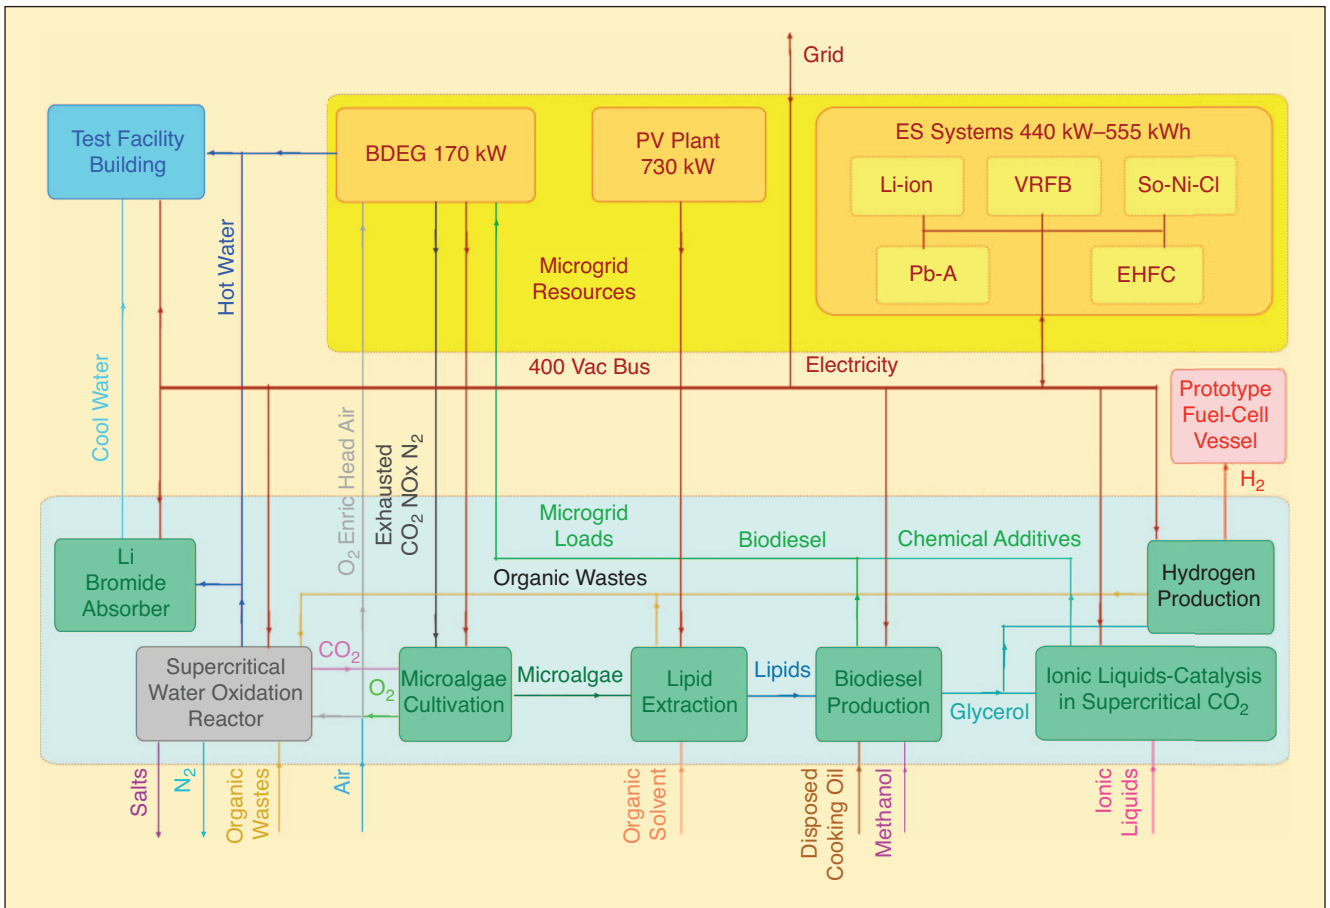 Grid
Test Facility
Building
BDEG 170 kW
PV Plant
730 kW
ES Systems 440 kW–555 kWh
Li-ion
VRFB
So-Ni-Cl
Pb-A
EHFC
Microgrid
Resources
Hot Water
Cool Water
400 Vac Bus
Electricity
O2 Enric Head Air
Exhausted
CO2 NOx N2
Prototype
Fuel-Cell
Vessel
H2
Microgrid
Loads
Biodiesel
Chemical Additives
Organic Wastes
Li
Bromide
Absorber
Hydrogen
Production
Supercritical
Water Oxidation
Reactor
CO2
O2
Microalgae
Cultivation
Microalgae
Lipid
Extraction
Lipids
Biodiesel
Production
Glycerol
Ionic Liquids-Catalysis
in Supercritical CO2
Salts
N2
Organic
Wastes
Air
Organic
Solvent
Disposed
Cooking Oil
Methanol
Ionic
Liquids